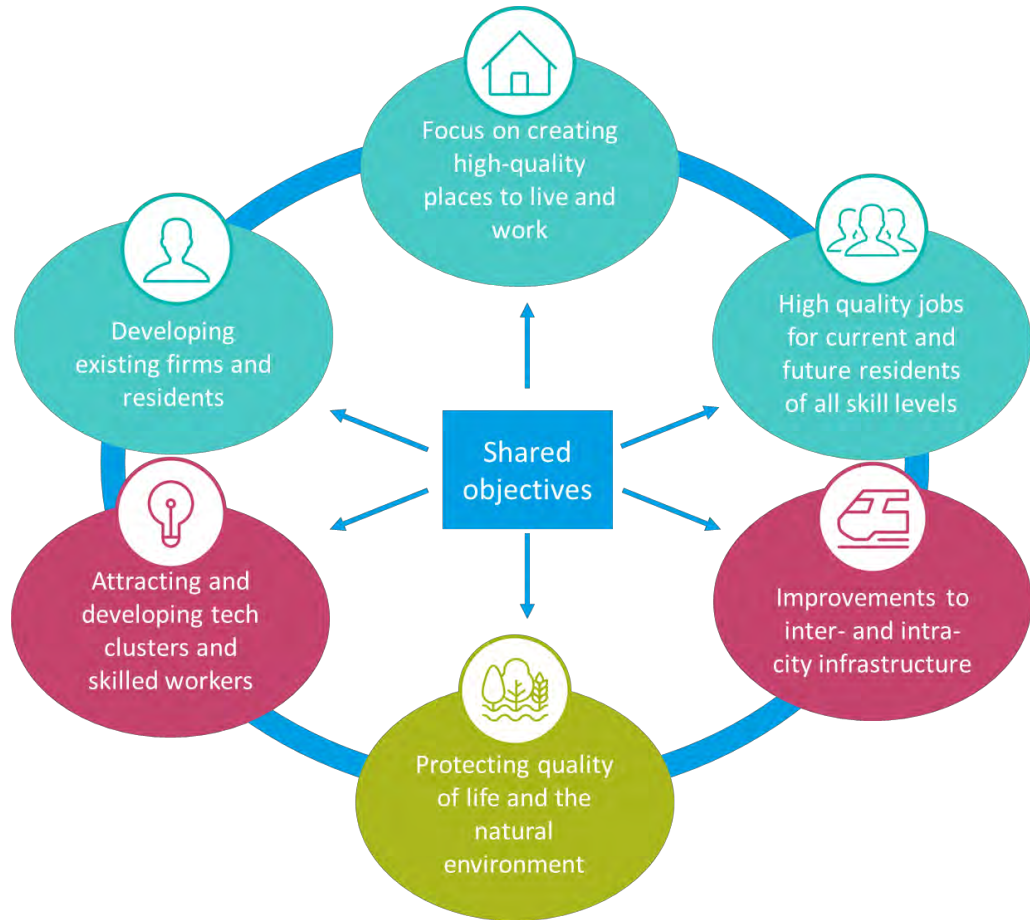 Focus on creating
high-quality
places to live and
work
High quality jobs
for current and
future residents
of all skill levels
Improvements to
inter- and intra-
city infrastructure
Protecting quality
of life and the
natural
environment
Attracting and
developing tech
clusters and
skilled workers
Developing
existing firms and
residents
Shared
objectives